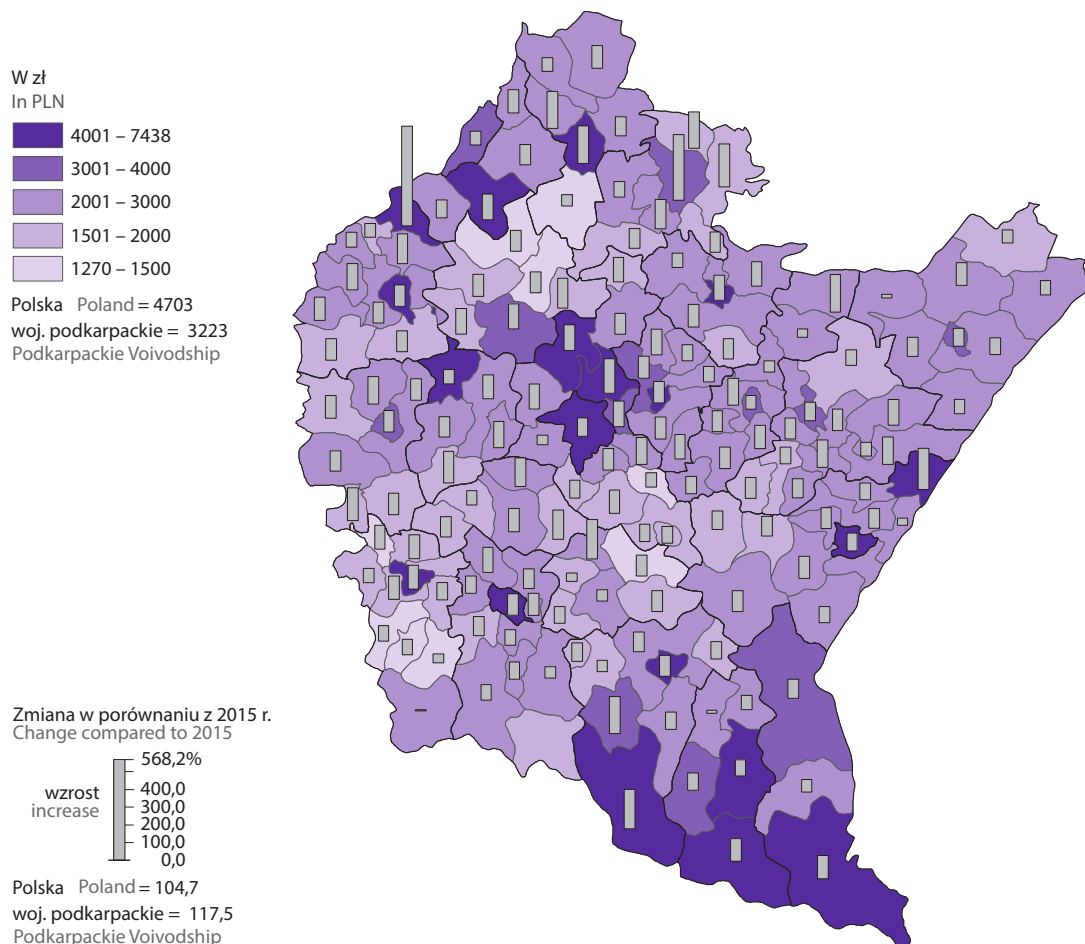 W zł
In PLN
4001 – 7438
3001 – 4000
2001 – 3000
1501 – 2000
1270 – 1500
Polska Poland = 4703
woj. podkarpackie = 3223
Podkarpackie Voivodship
Zmiana w porównaniu z 2015 r.
Change compared to 2015
568,2%
wzrost
increase
400,0
300,0
200,0
100,0
0,0
Polska Poland = 104,7
woj. podkarpackie = 117,5
Podkarpackie Voivodship